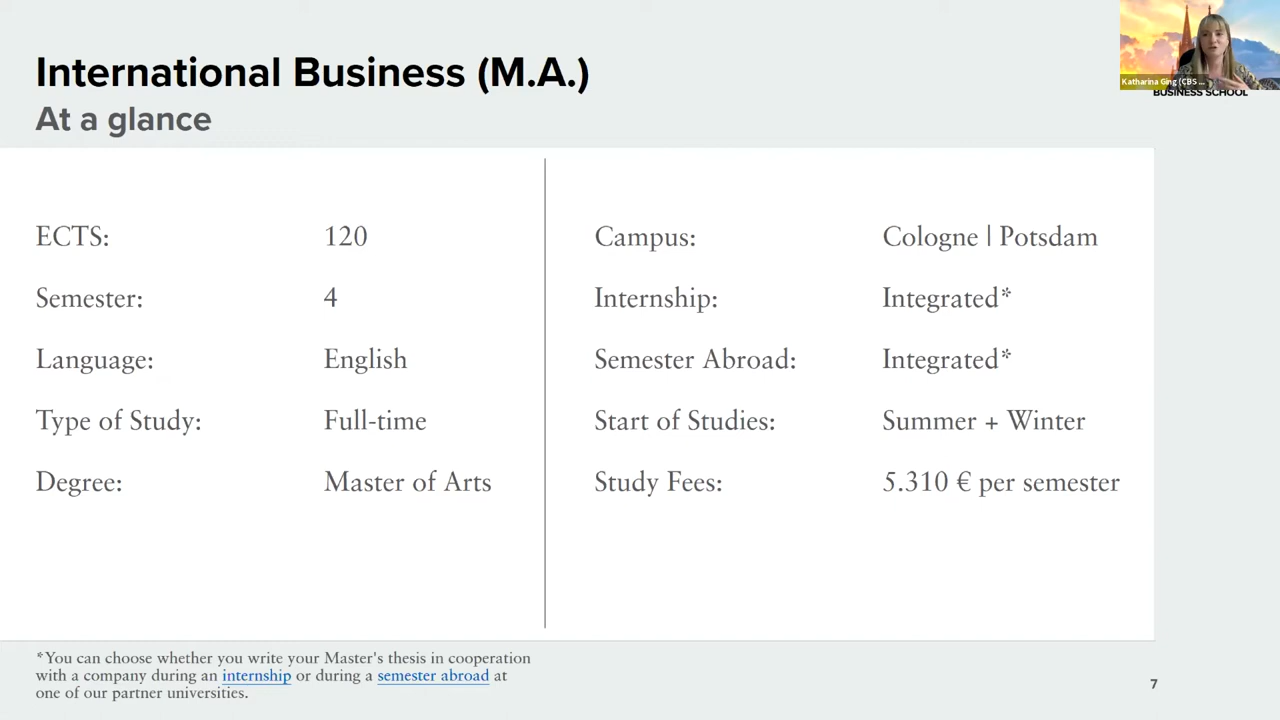 International Business (M.A.)
At a glance
Katharina Ging (CBS ...
BUSINESS SCHOOL
ECTS: 120
Semester: 4
Language: English
Type of Study: Full-time
Degree: Master of Arts
Campus: Cologne | Potsdam
Internship: Integrated*
Semester Abroad: Integrated*
Start of Studies: Summer + Winter
Study Fees: 5.310 € per semester
*You can choose whether you write your Master's thesis in cooperation
with a company during an internship or during a semester abroad at
one of our partner universities.
7